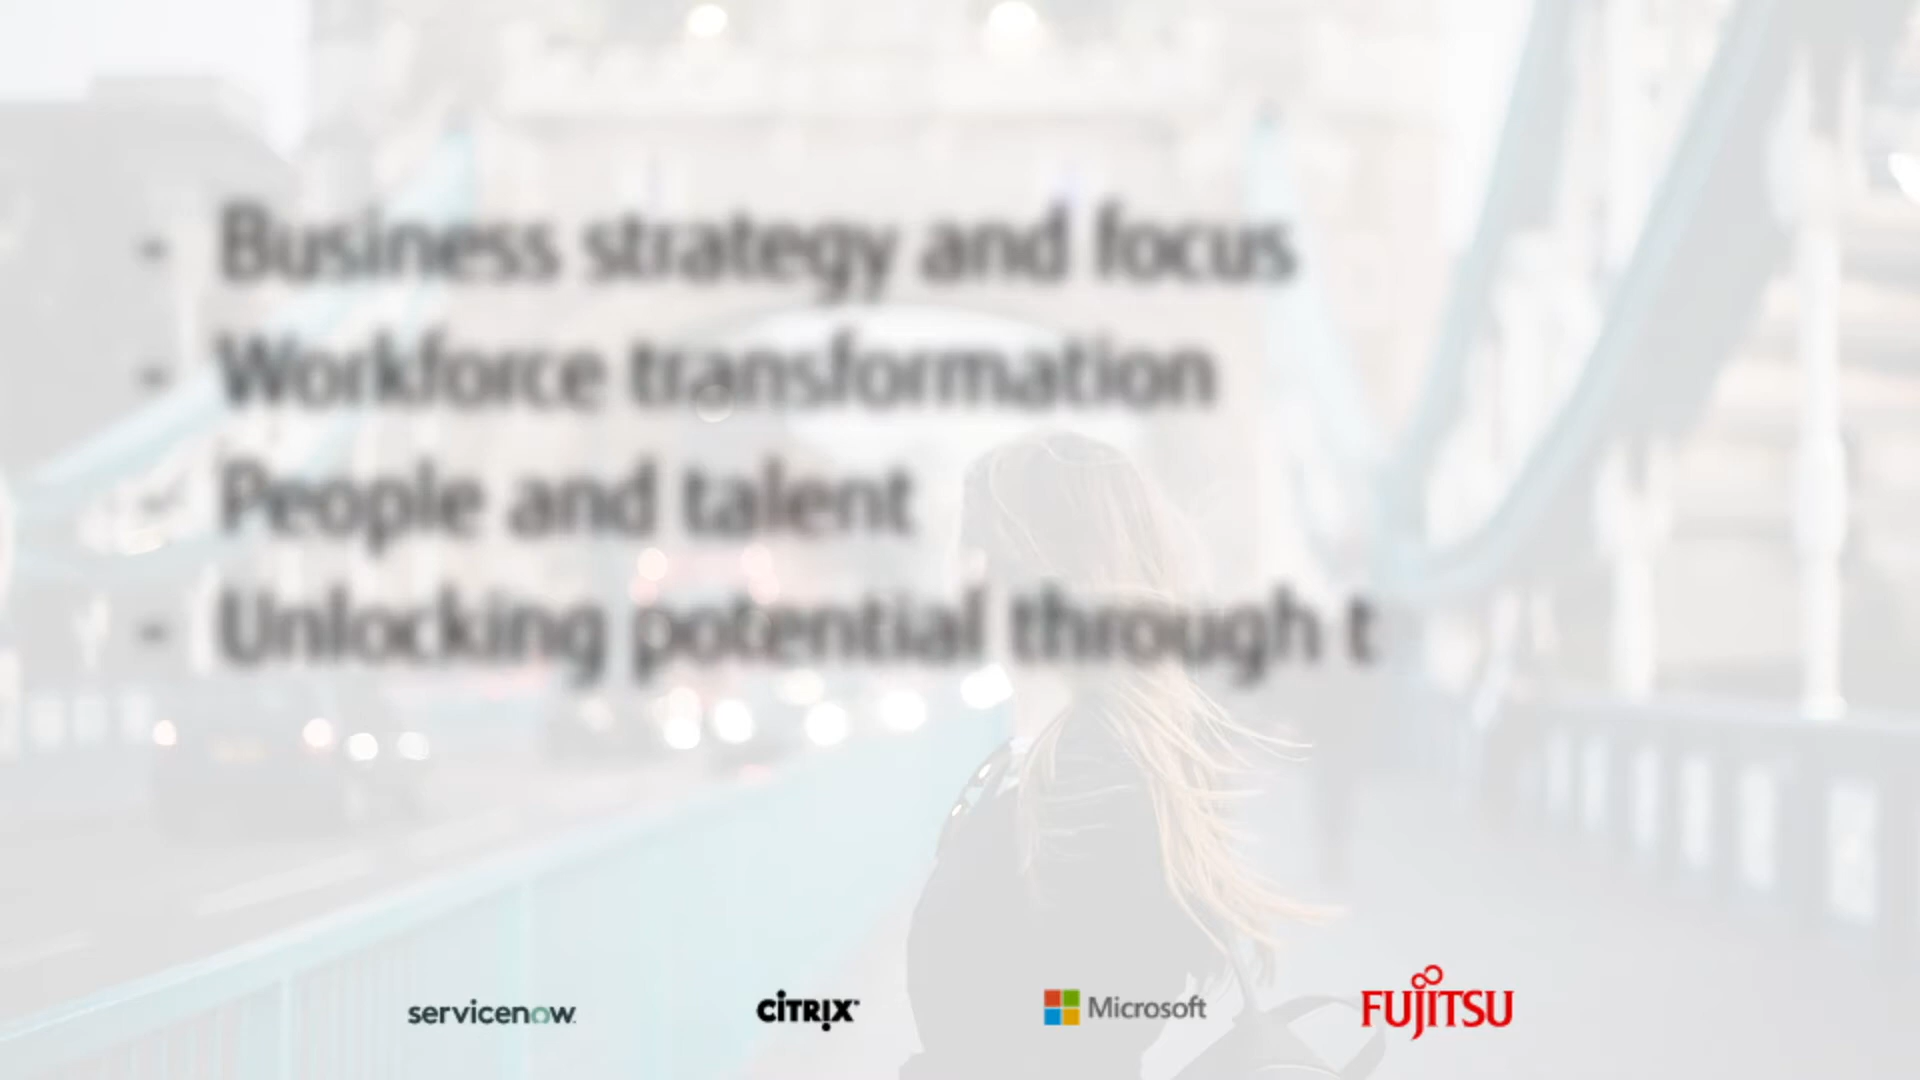 - Business strategy and focus
- Workforce transformation
- People and talent
- Unlocking potential through t
servicenow
CITRIX
Microsoft
FUJITSU